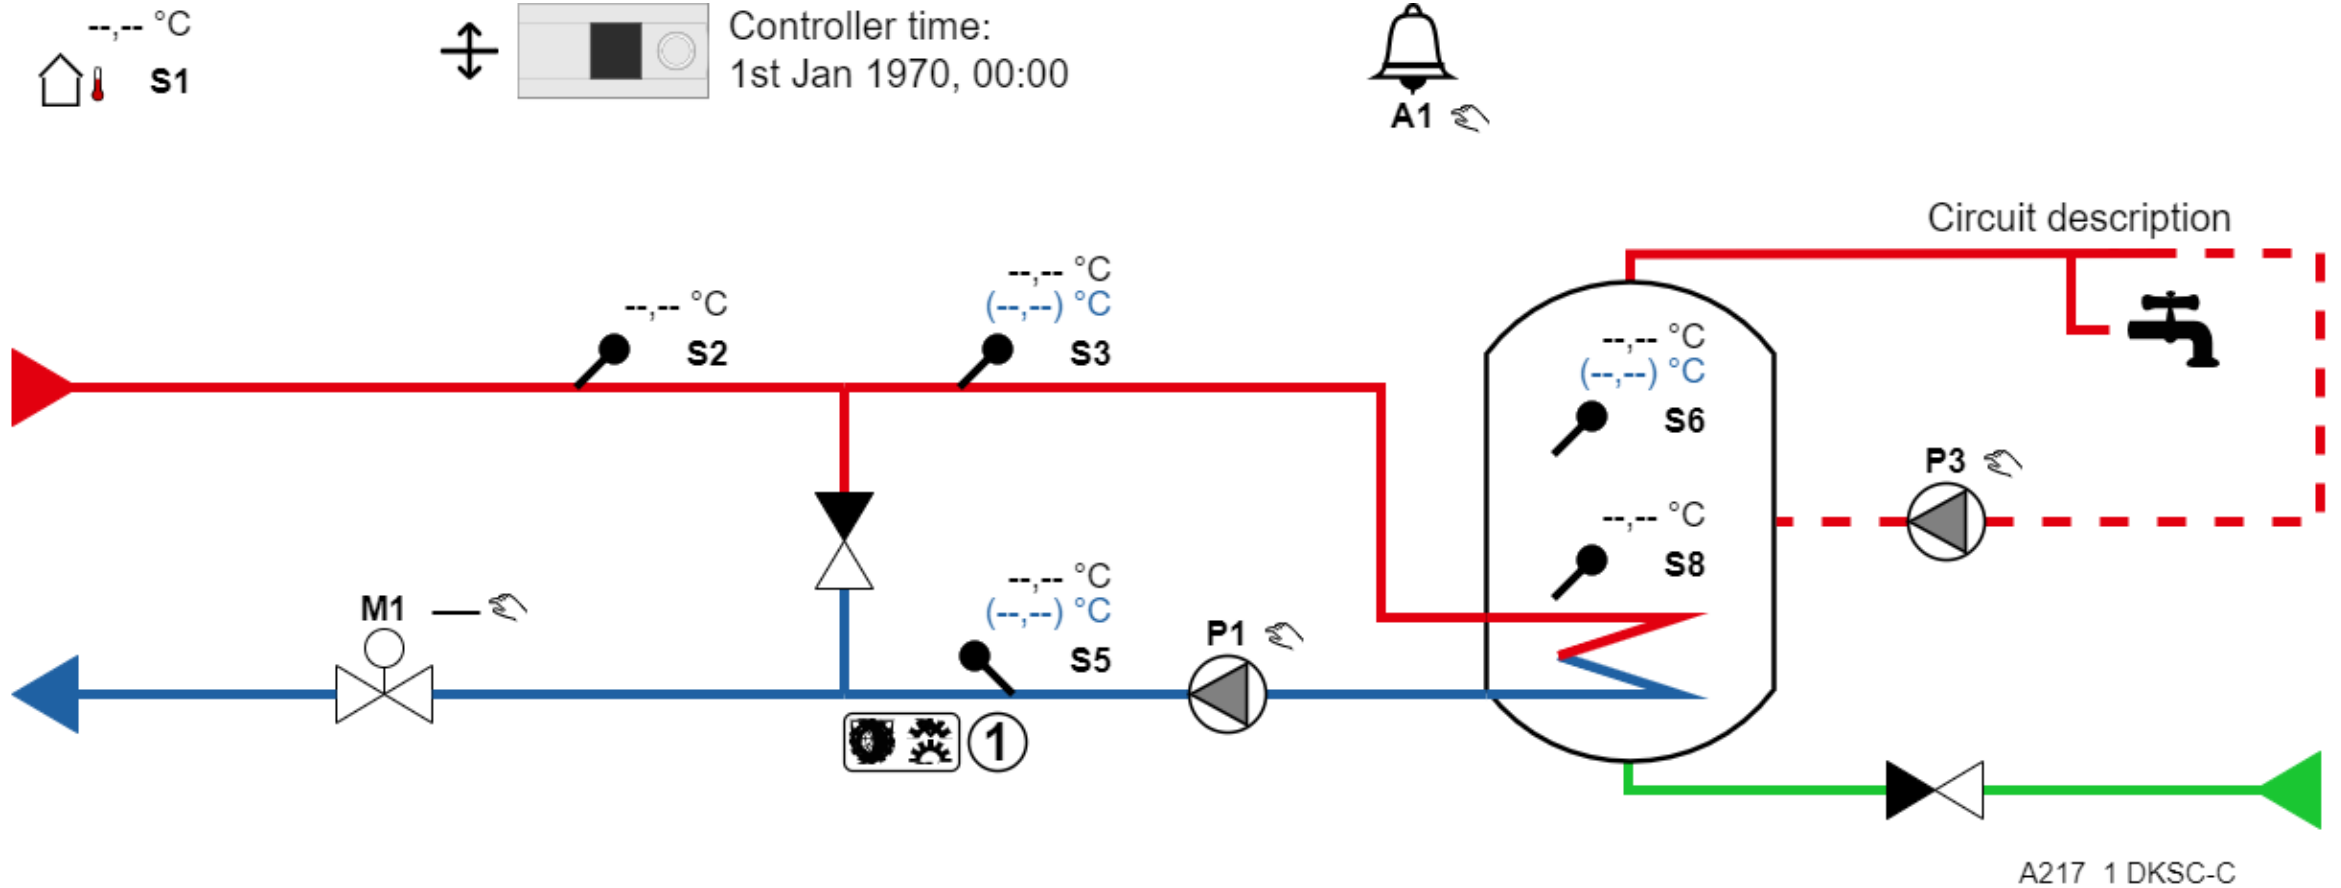 --,-- °C
S1
Controller time:
1st Jan 1970, 00:00
A1
Circuit description
--,-- °C
S2
--,-- °C
(--,--) °C
S3
--,-- °C
(--,--) °C
S6
P3
--,-- °C
S8
M1
--,-- °C
(--,--) °C
S5
P1
1
A217 1 DKSC-C